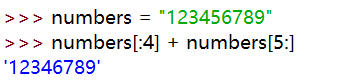 >>> numbers = "123456789"
>>> numbers[:4] + numbers[5:]
'12346789'